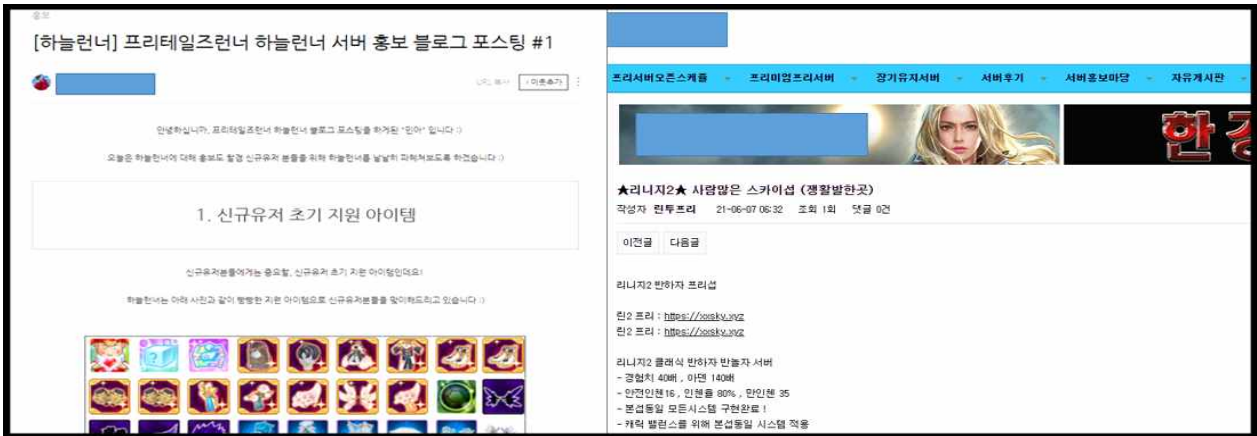 홍보
[하늘런너] 프리테일즈런너 하늘런너 서버 홍보 블로그 포스팅 #1
URL 복사 +이웃추가
안녕하십니까, 프리테일즈런너 하늘런너 블로그 포스팅을 하게된 "민아" 입니다 :)
오늘은 하늘런너에 대해 홍보도 할겸 신규유저 분들을 위해 하늘런너를 낱낱히 파헤쳐보도록 하겠습니다 :)
1. 신규유저 초기 지원 아이템
신규유저분들에게는 중요할, 신규유저 초기 지원 아이템인데요!
하늘런너는 아래 사진과 같이 빵빵한 지원 아이템으로 신규유저분들을 맞이해드리고 있습니다 :)
프리서버오픈스케줄 프리미엄프리서버 장기유지서버 서버후기 서버홍보마당 자유게시판
한
★리니지2★ 사람많은 스카이섭 (쟁활발한곳)
작성자 린투프리 21-06-07 06:32 조회 1회 댓글 0건
이전글 다음글
리니지2 반하자 프리섭
린2 프리 : https://xxsky.xyz
린2 프리 : https://xxsky.xyz
리니지2 클래식 반하자 반놀자 서버
- 경험치 40배 , 아덴 140배
- 안전인첸16 , 인첸율 80% , 만인첸 35
- 본섭동일 모든시스템 구현완료 !
- 캐릭 밸런스를 위해 본섭동일 시스템 적용